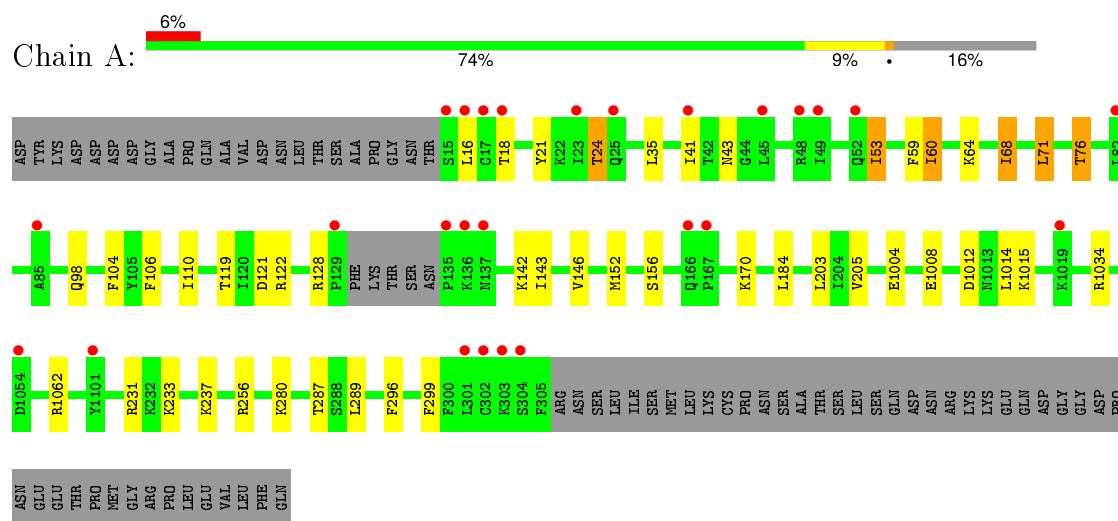 6%
Chain A:
74% 9% • 16%
ASP TYR LYS ASP ASP ASP ASP GLY ALA PRO GLN ALA VAL ASP ASN LEU THR SER ALA PRO GLY ASN THR S15 L16 C17 T18 Y21 K22 I23 T24 Q25 L35 I41 T42 N43 G44 L45 R48 I49 Q52 I53 F59 I60 K64 I68 L71 T76 L82
A85 Q98 F104 Y105 F106 I110 T119 I120 D121 R122 R128 P129 PHE LYS THR SER ASN P135 K136 N137 K142 I143 V146 M152 S156 Q166 P167 K170 L184 L203 I204 V205 E1004 E1008 D1012 N1013 L1014 K1015 K1019 R1034
D1054 R1062 Y1101 R231 K232 K233 K237 R256 K280 T287 S288 L289 F296 F299 F300 L301 C302 K303 S304 F305 ARG ASN SER LEU ILE SER MET LEU LYS CYS PRO ASN SER ALA THR SER LEU SER GLN ASP ASN ARG LYS LYS GLU GLN ASP GLY GLY ASP PRO
ASN GLU GLU THR PRO MET GLY ARG PRO LEU GLU VAL LEU PHE GLN